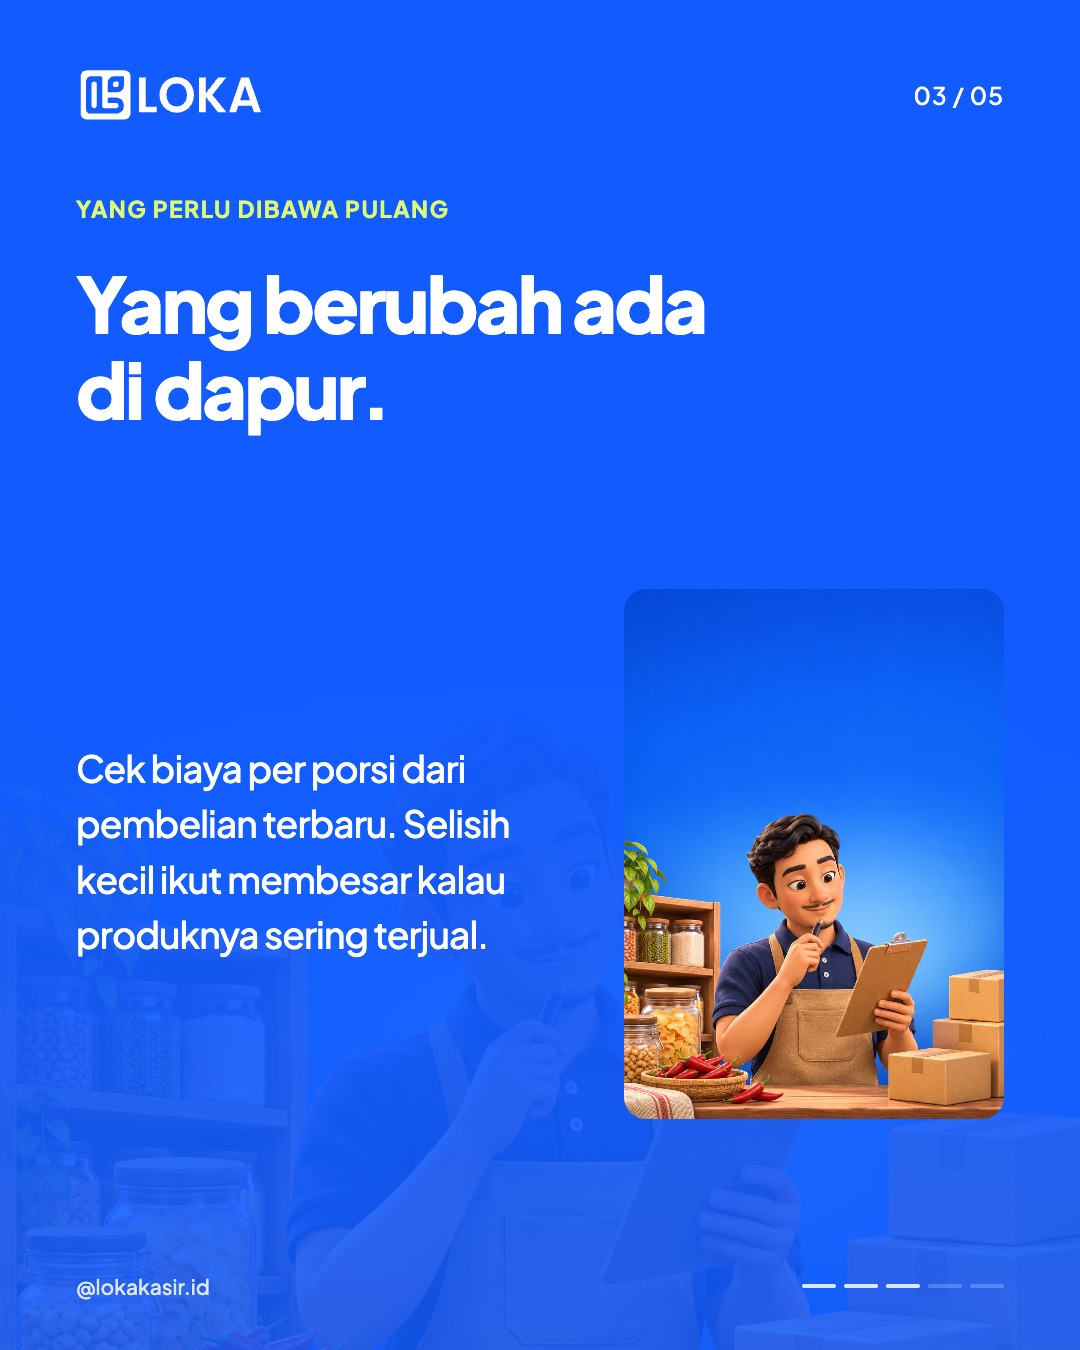 LOKA
03 / 05
YANG PERLU DIBAWA PULANG
Yang berubah ada
di dapur.
Cek biaya per porsi dari
pembelian terbaru. Selisih
kecil ikut membesar kalau
produknya sering terjual.
@lokakasir.id